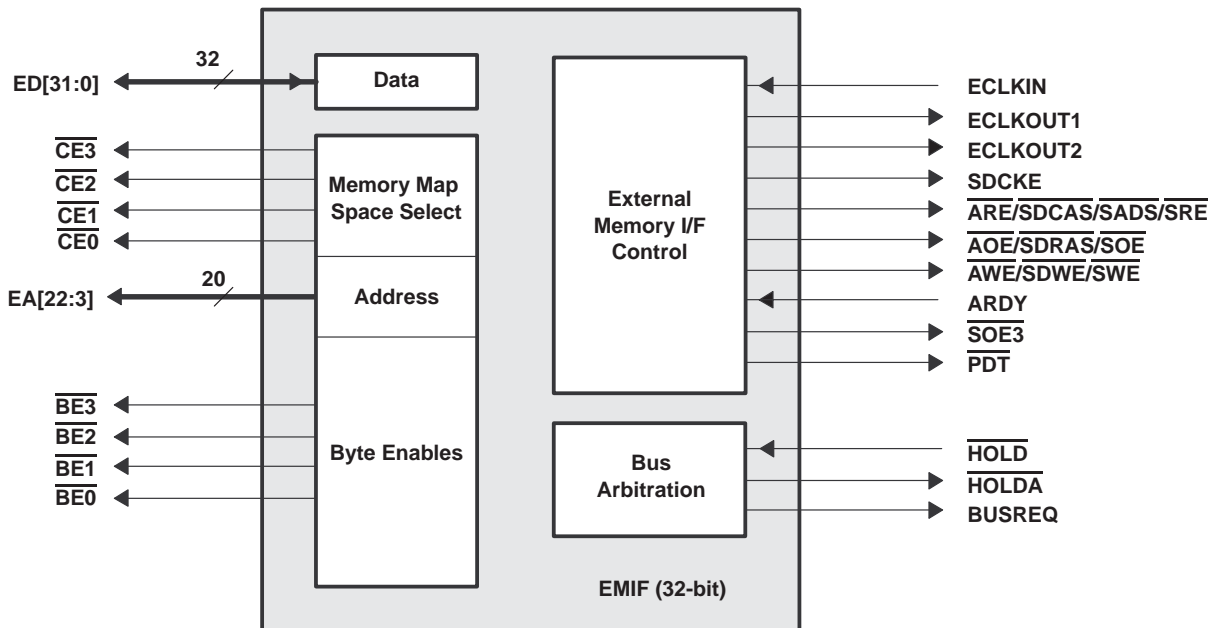 32
ED[31:0]
Data
CE3
CE2
CE1
CE0
Memory Map
Space Select
20
EA[22:3]
Address
BE3
BE2
BE1
BE0
Byte Enables
External
Memory I/F
Control
ECLKIN
ECLKOUT1
ECLKOUT2
SDCKE
ARE/SDCAS/SADS/SRE
AOE/SDRAS/SOE
AWE/SDWE/SWE
ARDY
SOE3
PDT
Bus
Arbitration
HOLD
HOLDA
BUSREQ
EMIF (32-bit)